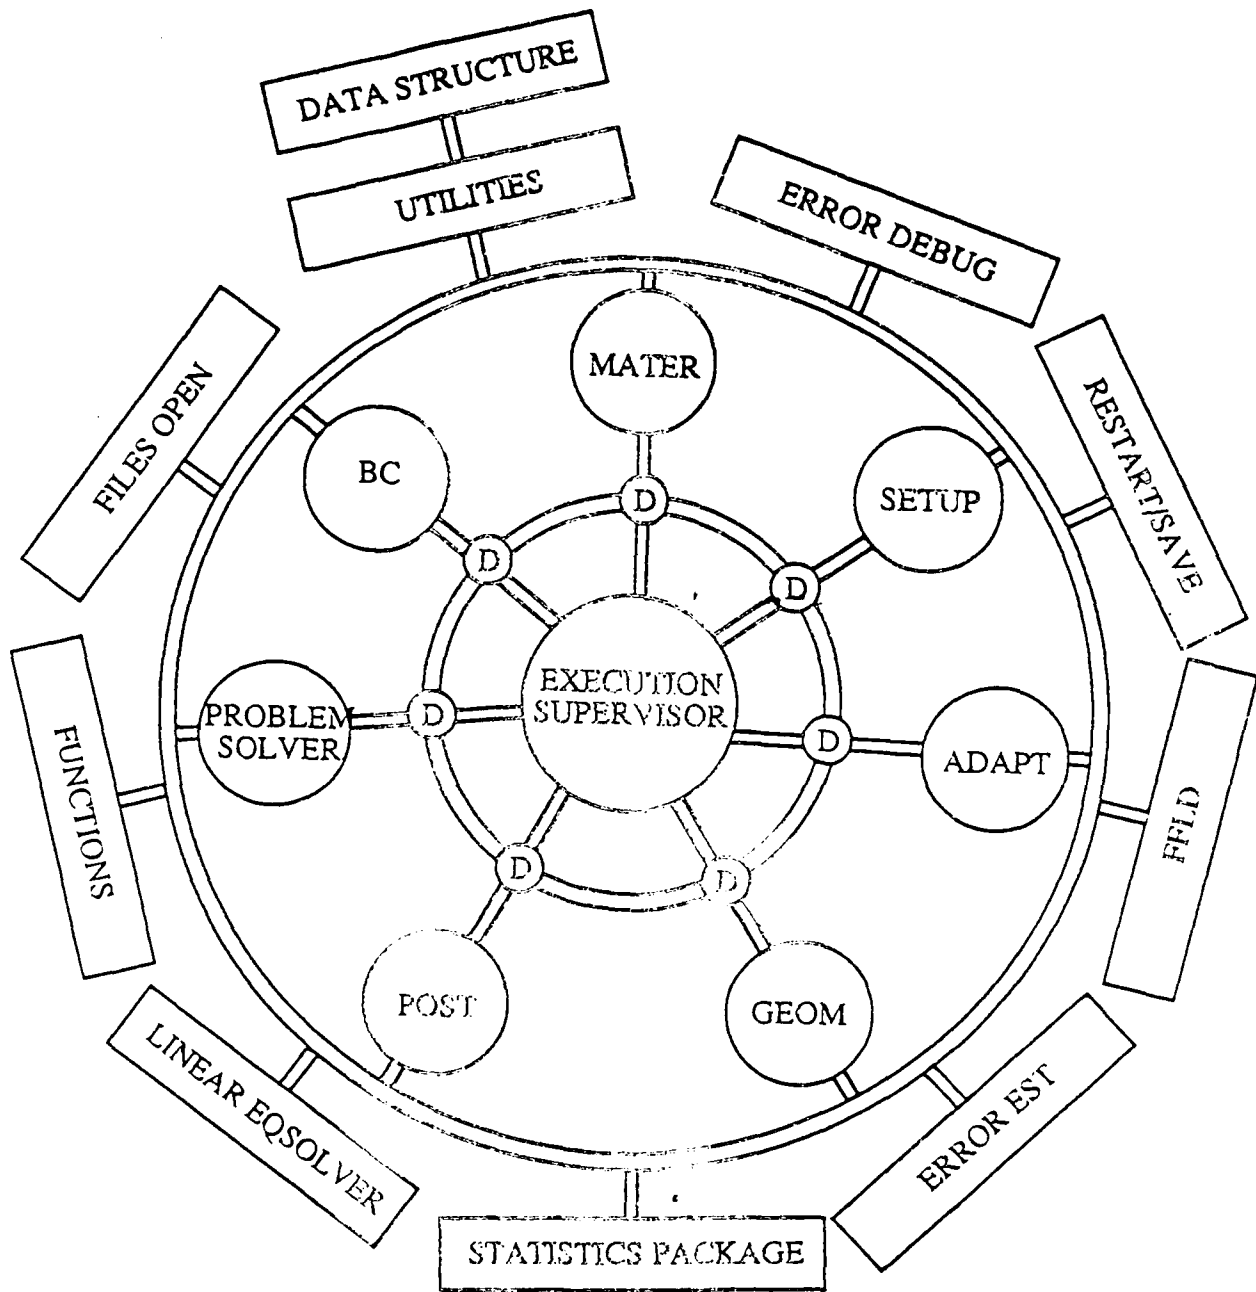 DATA STRUCTURE
UTILITIES
ERROR DEBUG
FILES OPEN
MATER
RESTART/SAVE
BC
SETUP
D
D
D
EXECUTION
SUPERVISOR
PROBLEM
SOLVER
D
D
ADAPT
FUNCTIONS
FFLD
D
D
POST
GEOM
LINEAR EQSOLVER
ERROR EST
STATISTICS PACKAGE